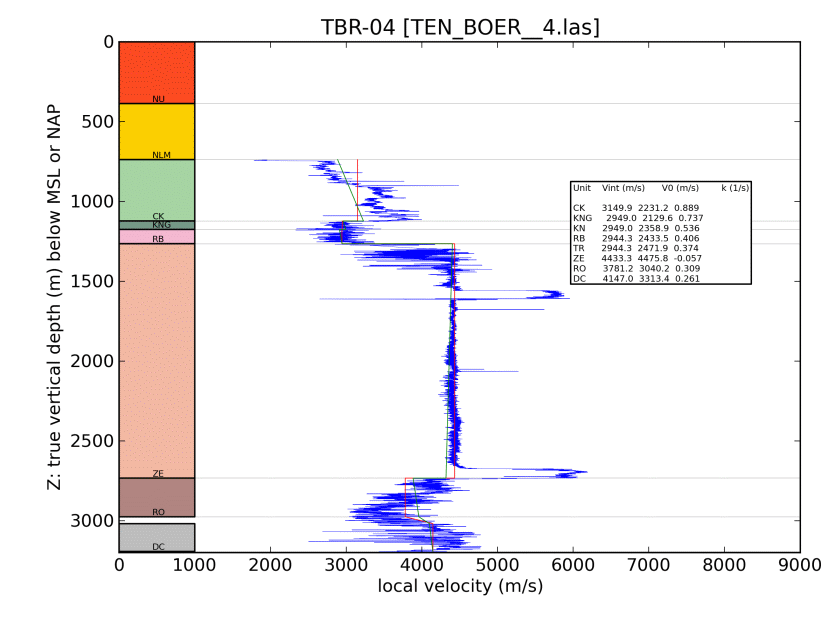 TBR-04 [TEN_BOER__4.las]
Z: true vertical depth (m) below MSL or NAP
0
500
1000
1500
2000
2500
3000
NU
NLM
CK
KNG
RB
ZE
RO
DC
Unit Vint (m/s) V0 (m/s) k (1/s)
CK 3149.9 2231.2 0.889
KNG 2949.0 2129.6 0.737
KN 2949.0 2358.9 0.536
RB 2944.3 2433.5 0.406
TR 2944.3 2471.9 0.374
ZE 4433.3 4475.8 -0.057
RO 3781.2 3040.2 0.309
DC 4147.0 3313.4 0.261
0 1000 2000 3000 4000 5000 6000 7000 8000 9000
local velocity (m/s)